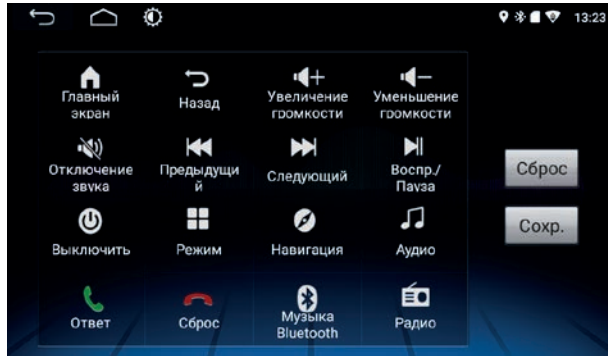 13:23
Главный
экран
Назад
Увеличение
громкости
Уменьшение
громкости
Отключение
звука
Предыдущи
й
Следующий
Воспр./
Пауза
Сброс
Выключить
Режим
Навигация
Аудио
Сохр.
Ответ
Сброс
Музыка
Bluetooth
Радио